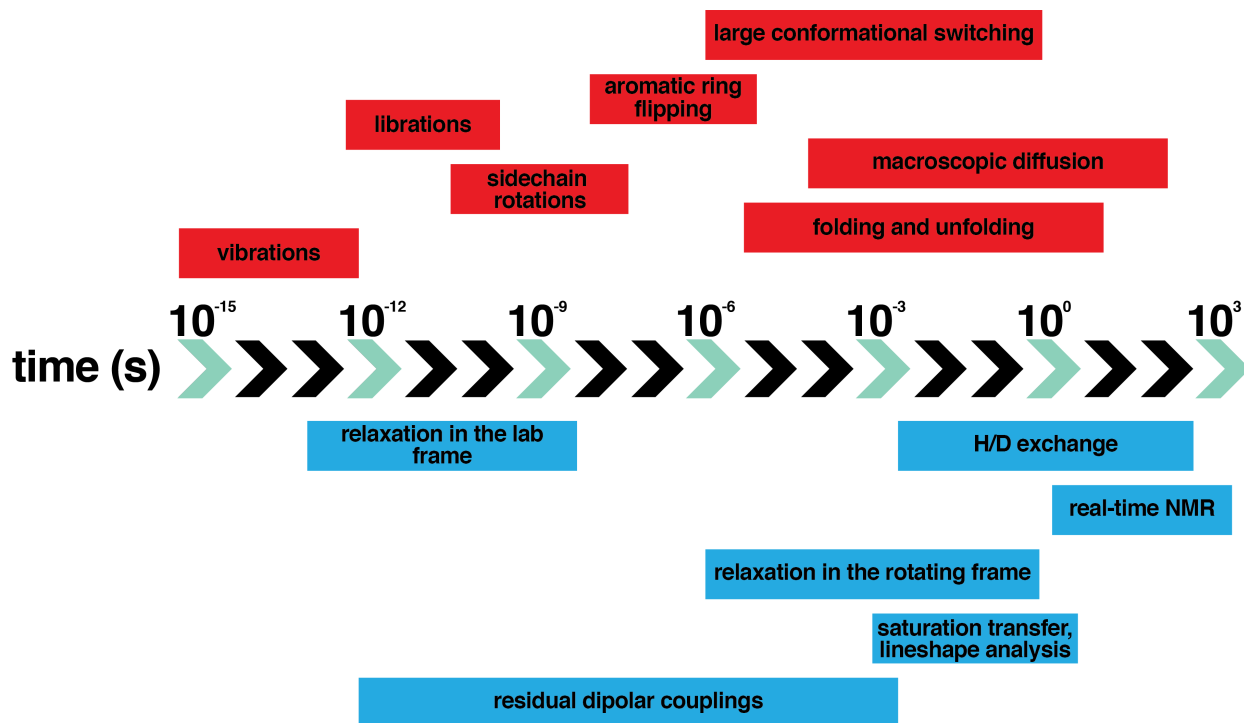 large conformational switching
aromatic ring
flipping
librations
macroscopic diffusion
sidechain
rotations
folding and unfolding
vibrations
10⁻¹⁵ 10⁻¹² 10⁻⁹ 10⁻⁶ 10⁻³ 10⁰ 10³
time (s)
relaxation in the lab
frame
H/D exchange
real-time NMR
relaxation in the rotating frame
saturation transfer,
lineshape analysis
residual dipolar couplings